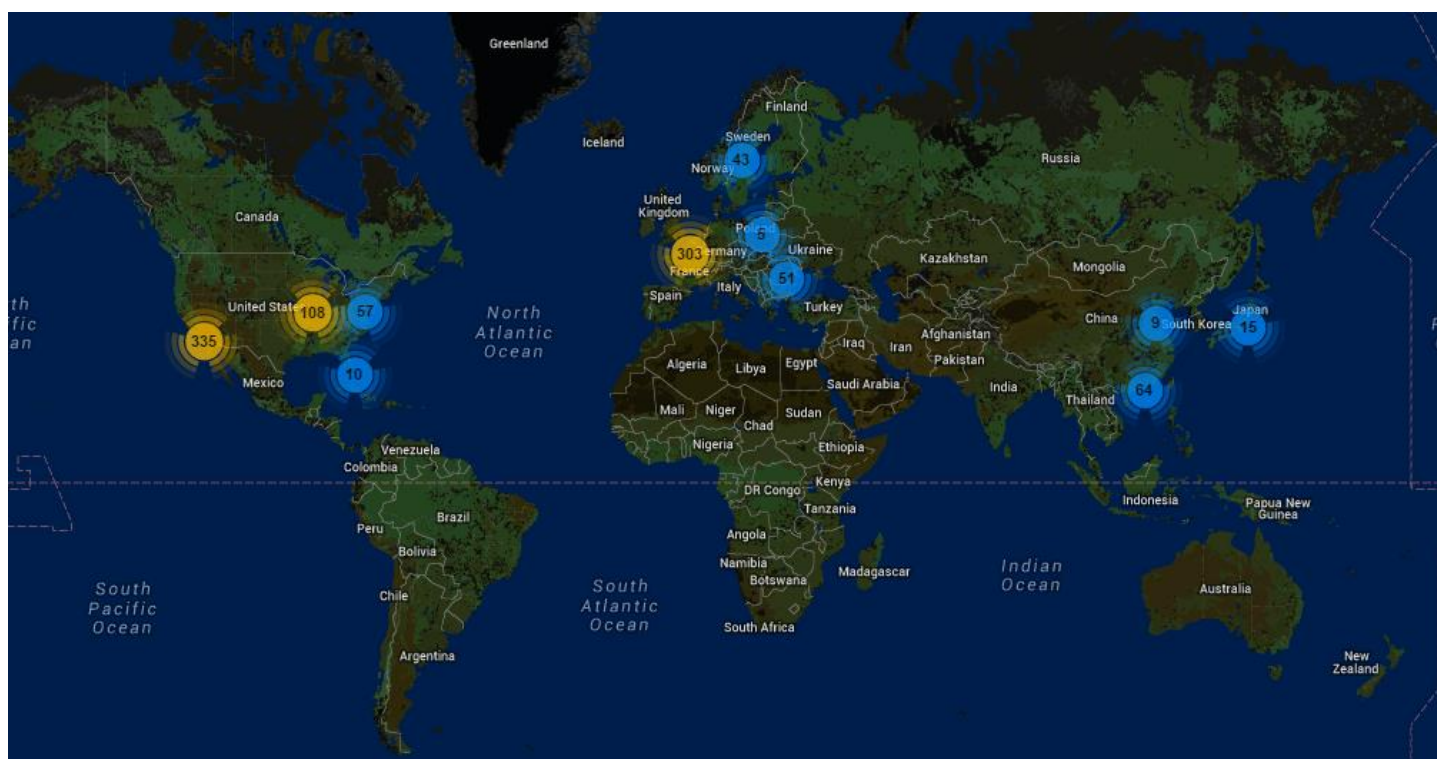 Greenland
Finland
Iceland
Sweden
43
Norway
Russia
United
Kingdom
Canada
5
303
Germany
Ukraine
France
Kazakhstan
Mongolia
51
Italy
Spain
Turkey
United States
108
57
North
Atlantic
Ocean
China
9
South Korea
Japan
15
335
Afghanistan
Iraq
Iran
Pakistan
Algeria
Libya
Egypt
Mexico
10
Saudi Arabia
India
64
Thailand
Mali
Niger
Chad
Sudan
Nigeria
Ethiopia
Venezuela
Colombia
Kenya
DR Congo
Tanzania
Indonesia
Papua New
Guinea
Brazil
Peru
Angola
Bolivia
Namibia
Botswana
Madagascar
Indian
Ocean
South
Pacific
Ocean
Chile
South
Atlantic
Ocean
Australia
South Africa
Argentina
New
Zealand